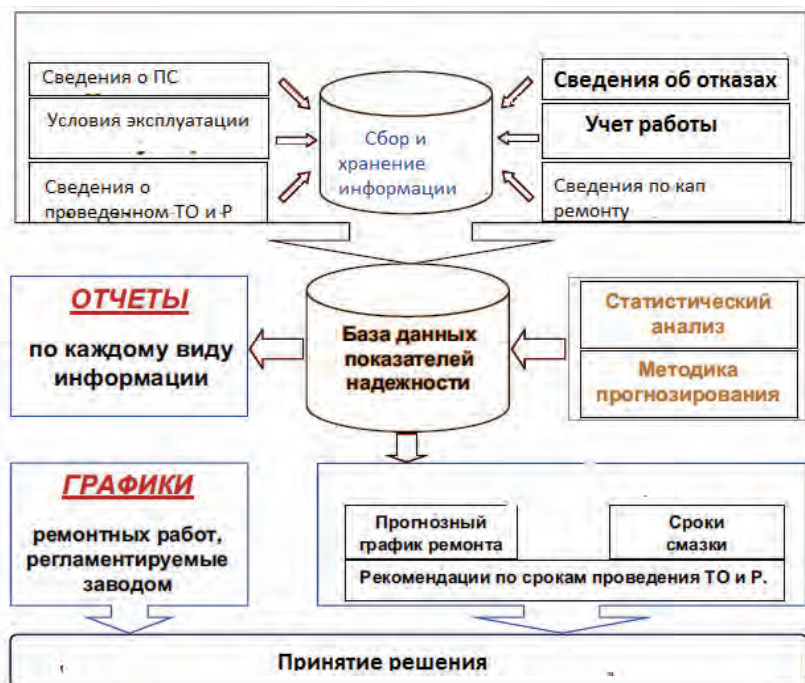 Сведения о ПС
Условия эксплуатации
Сведения о
проведенном ТО и Р
Сбор и
хранение
информации
Сведения об отказах
Учет работы
Сведения по кап
ремонту
ОТЧЕТЫ
по каждому виду
информации
База данных
показателей
надежности
Статистический
анализ
Методика
прогнозирования
ГРАФИКИ
ремонтных работ,
регламентируемые
заводом
Прогнозный
график ремонта
Сроки
смазки
Рекомендации по срокам проведения ТО и Р.
Принятие решения